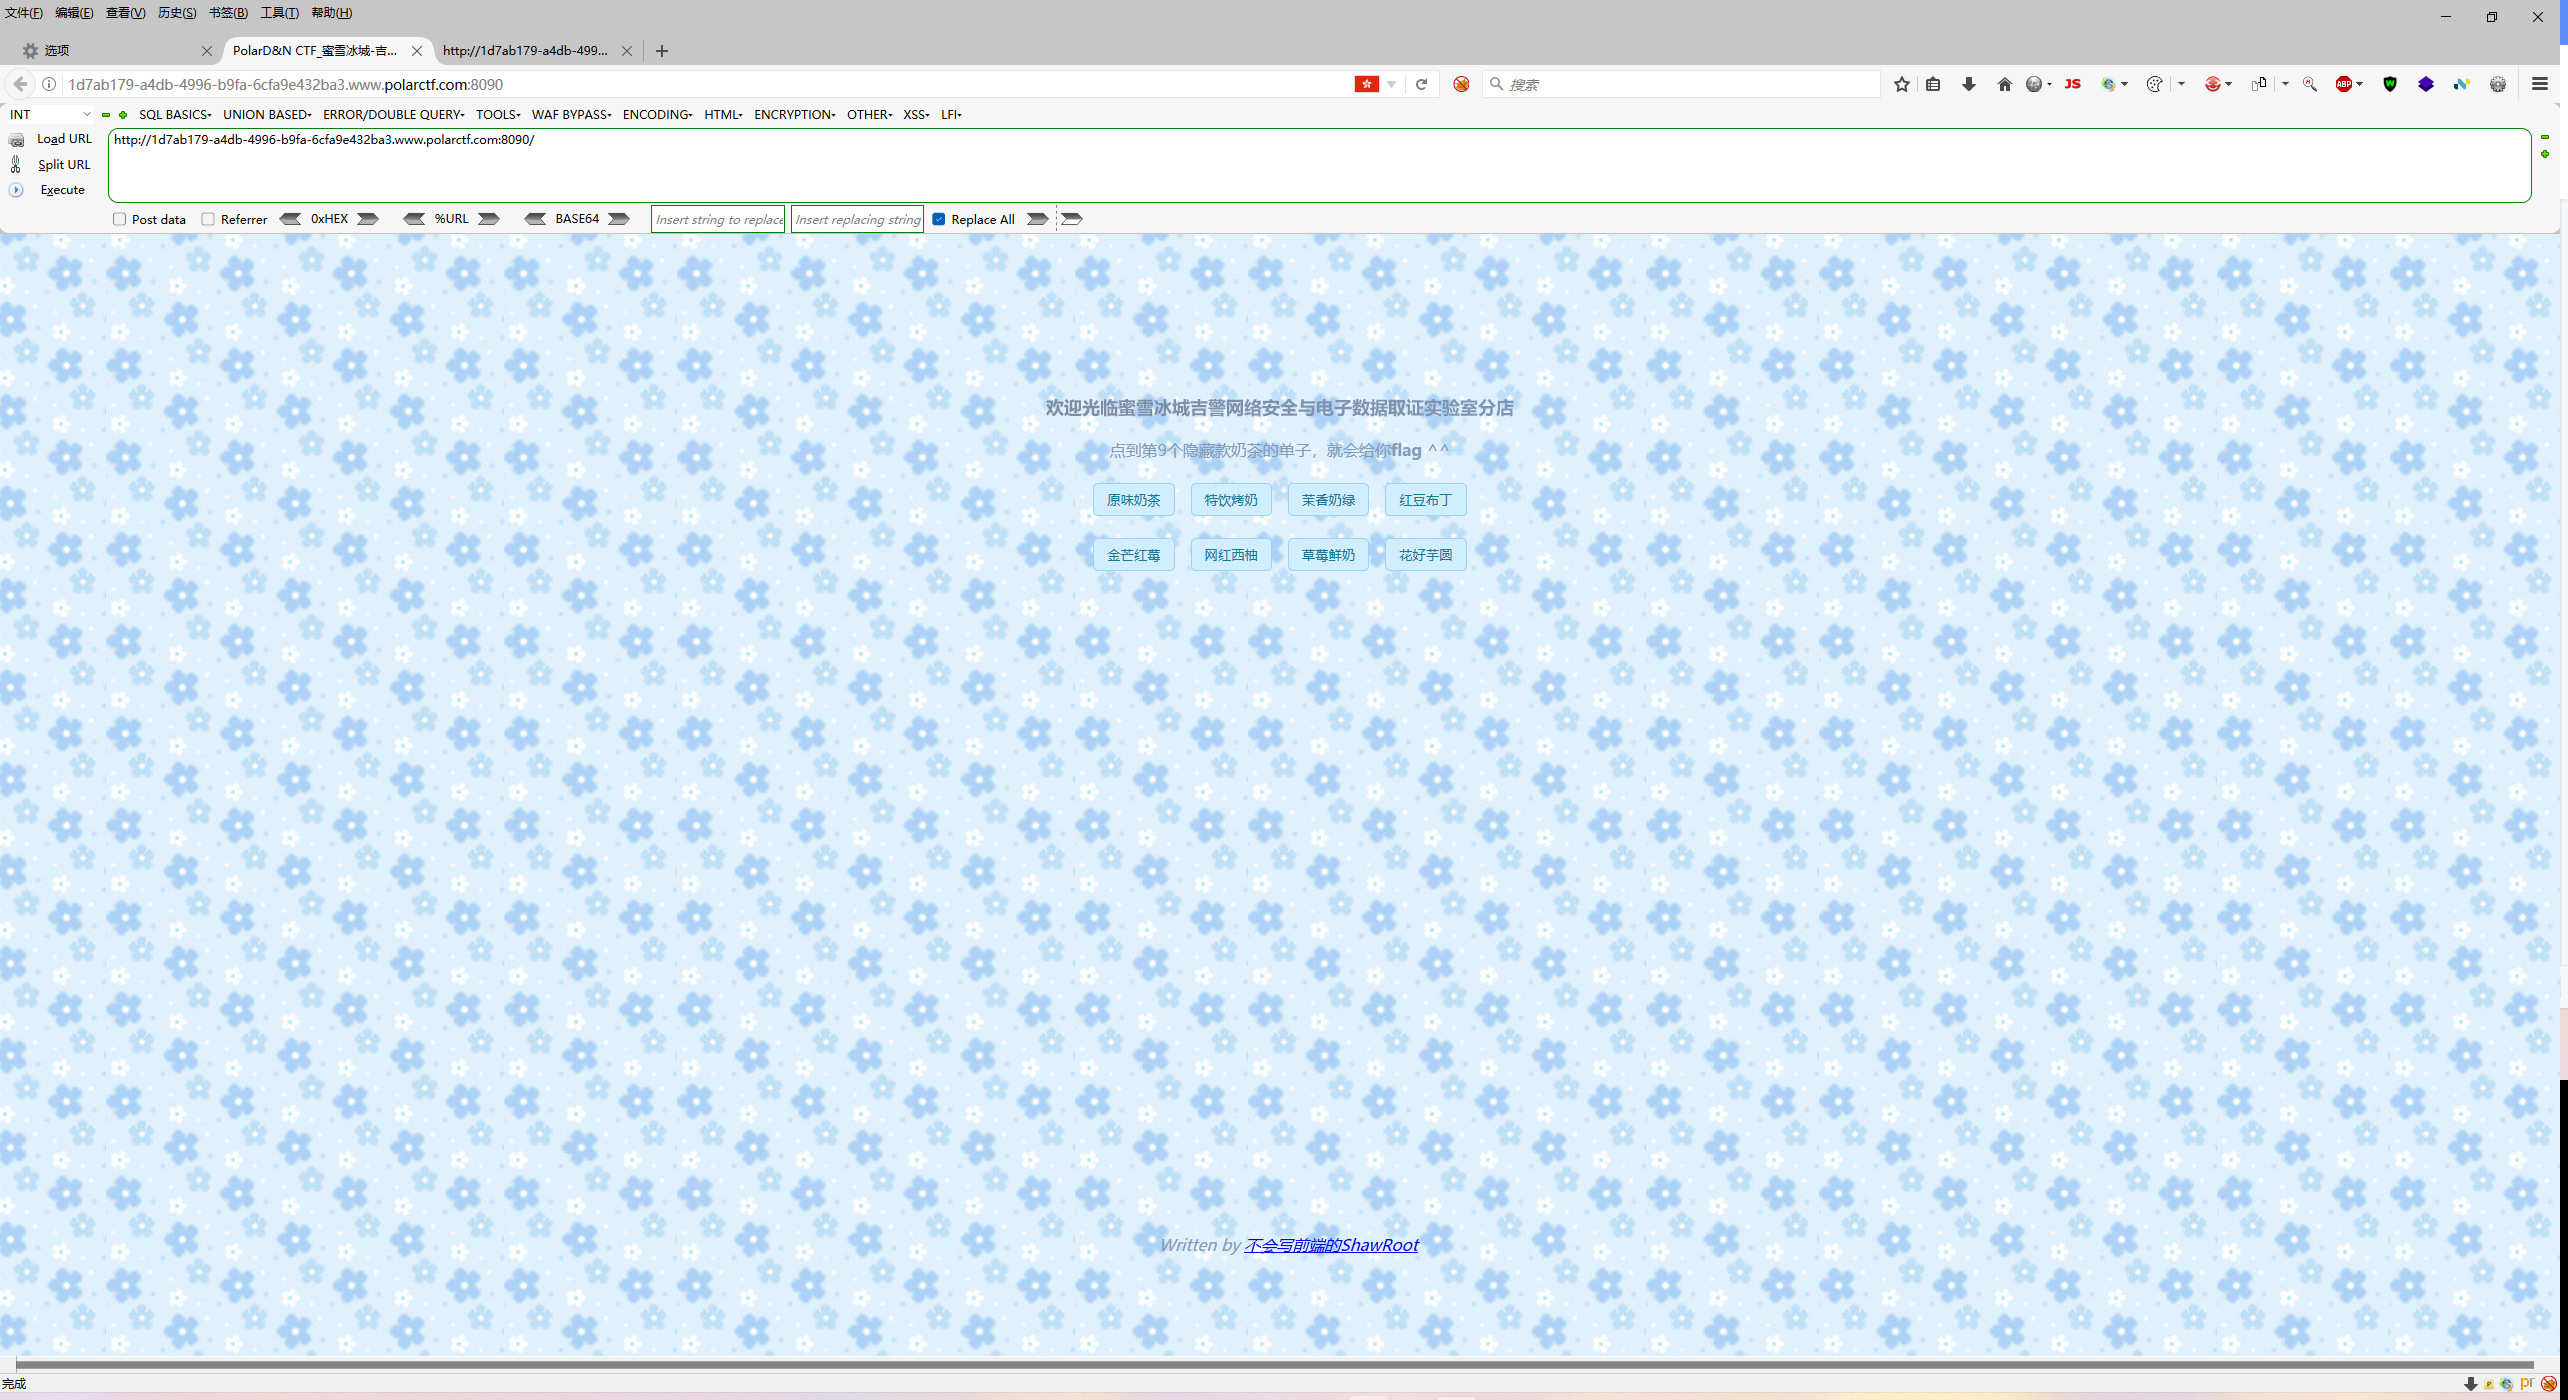 文件(F) 编辑(E) 查看(V) 历史(S) 书签(B) 工具(T) 帮助(H)
选项 PolarD&N CTF_蜜雪冰城-吉... http://1d7ab179-a4db-499...
1d7ab179-a4db-4996-b9fa-6cfa9e432ba3.www.polarctf.com:8090 搜索 JS ABP
INT SQL BASICS UNION BASED ERROR/DOUBLE QUERY TOOLS WAF BYPASS ENCODING HTML ENCRYPTION OTHER XSS LFI
Load URL http://1d7ab179-a4db-4996-b9fa-6cfa9e432ba3.www.polarctf.com:8090/
Split URL
Execute
Post data Referrer 0xHEX %URL BASE64 Insert string to replace Insert replacing string Replace All
欢迎光临蜜雪冰城吉警网络安全与电子数据取证实验室分店
点到第9个隐藏款奶茶的单子，就会给你flag ^^
原味奶茶 特饮烤奶 茉香奶绿 红豆布丁
金芒红莓 网红西柚 草莓鲜奶 花好芋圆
Written by 不会写前端的ShawRoot
完成